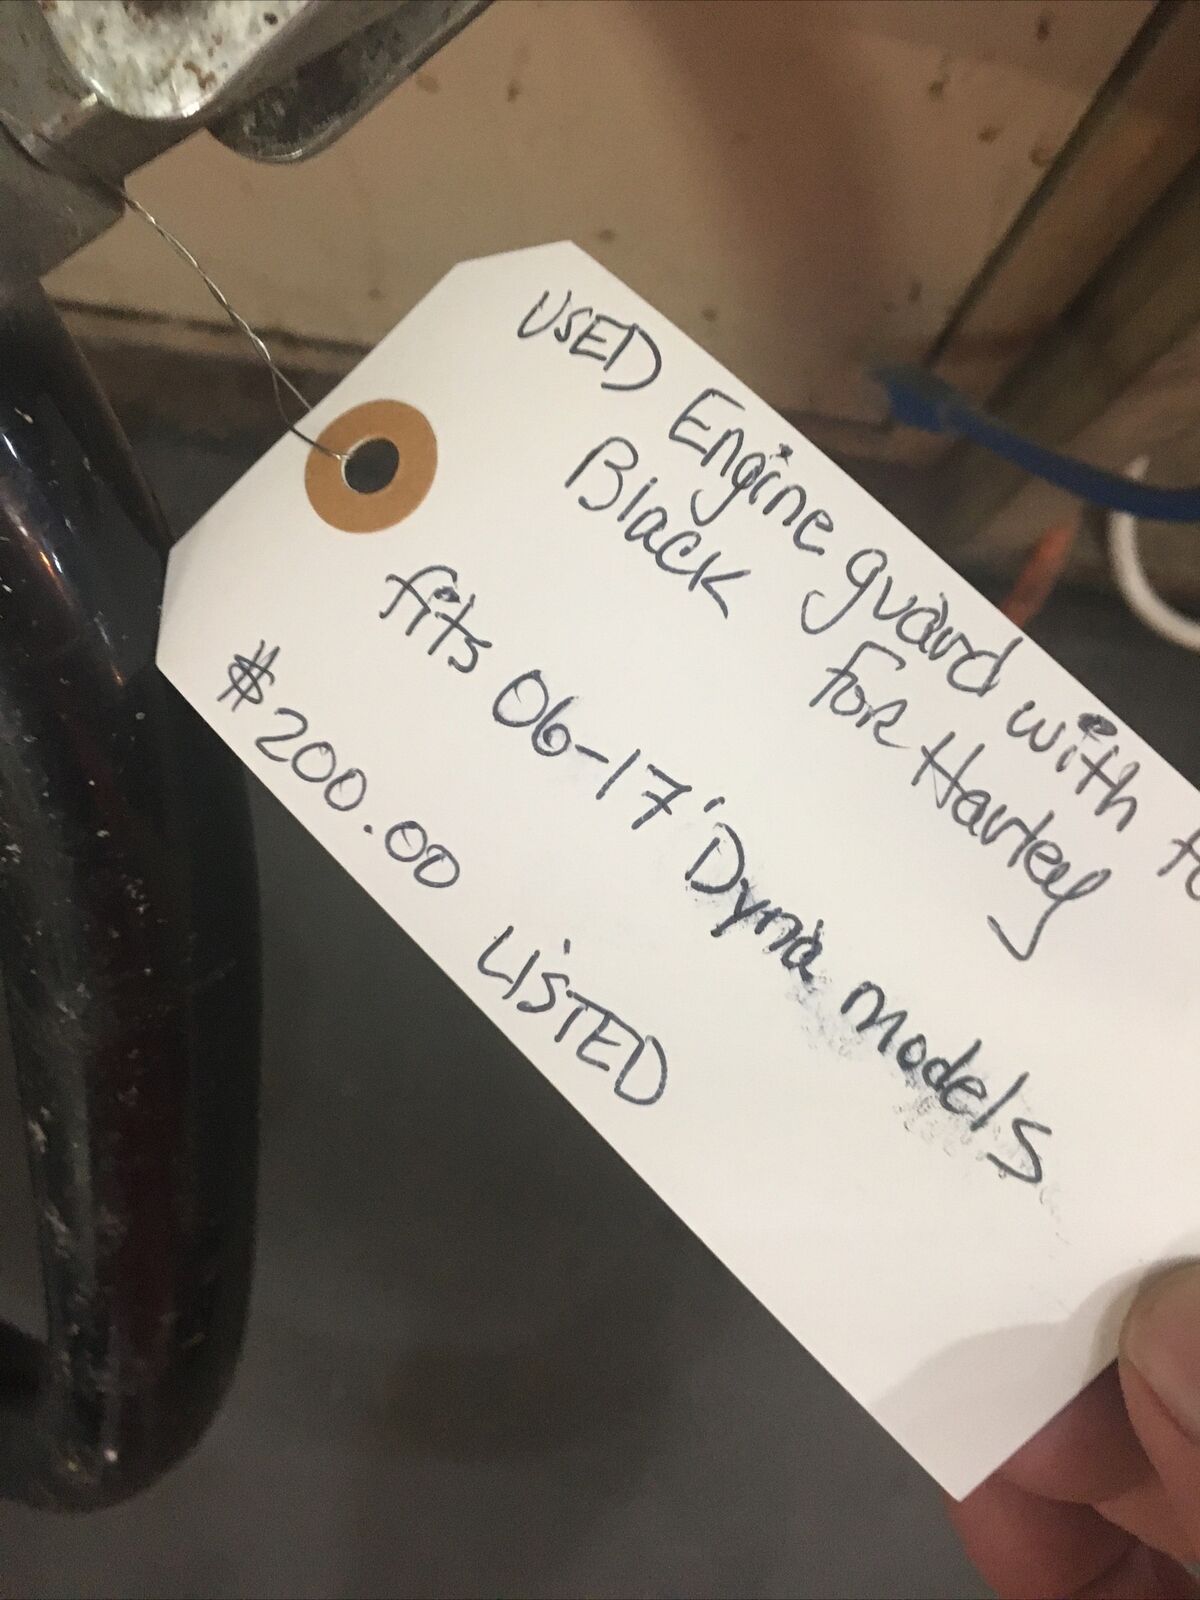 USED Engine guard with
Black for Harley
fits 06-17' Dyna models
$200.00 LISTED